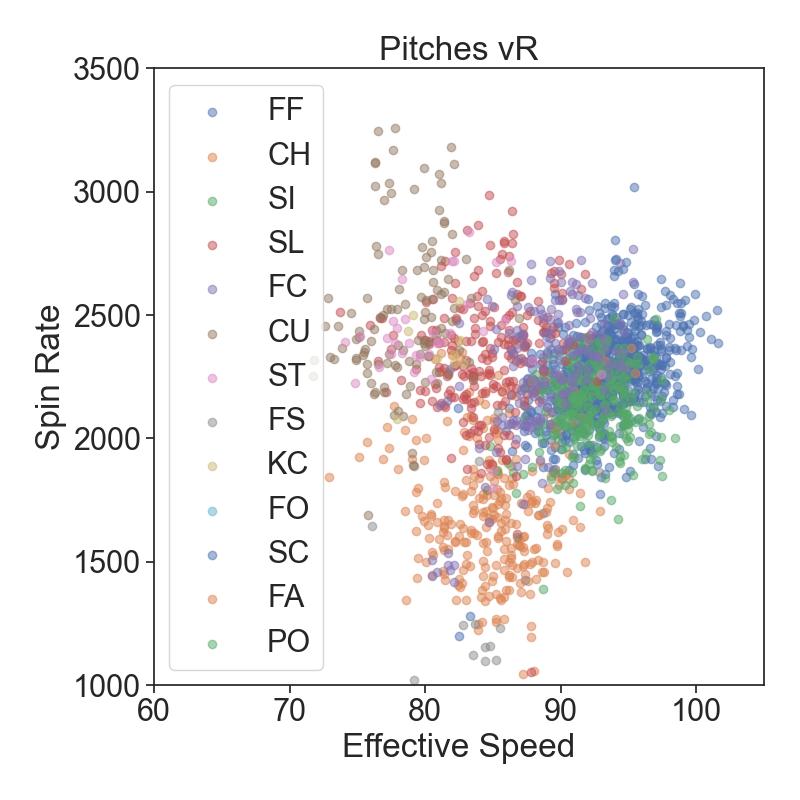 Pitches vR
3500
3000
2500
2000
1500
1000
Spin Rate
FF
CH
SI
SL
FC
CU
ST
FS
KC
FO
SC
FA
PO
60
70
80
90
100
Effective Speed